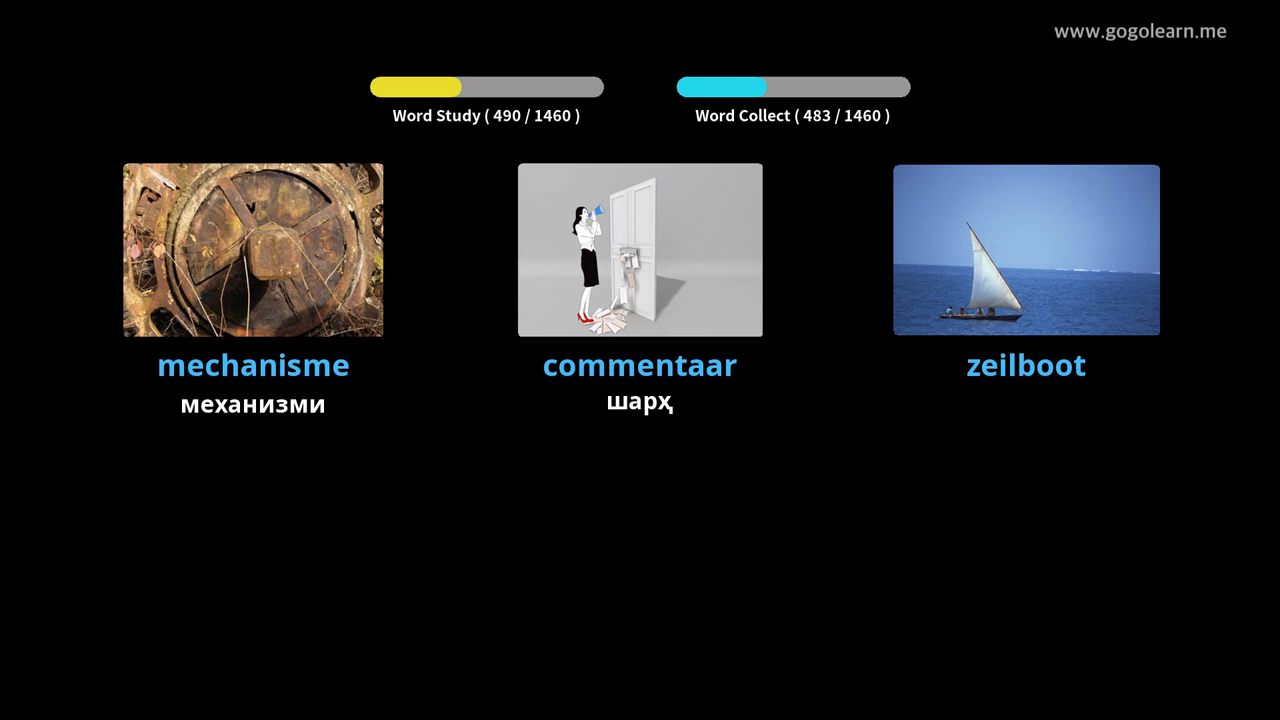 www.gogolearn.me
Word Study ( 490 / 1460 )
Word Collect ( 483 / 1460 )
mechanisme
механизми
commentaar
шарҳ
zeilboot